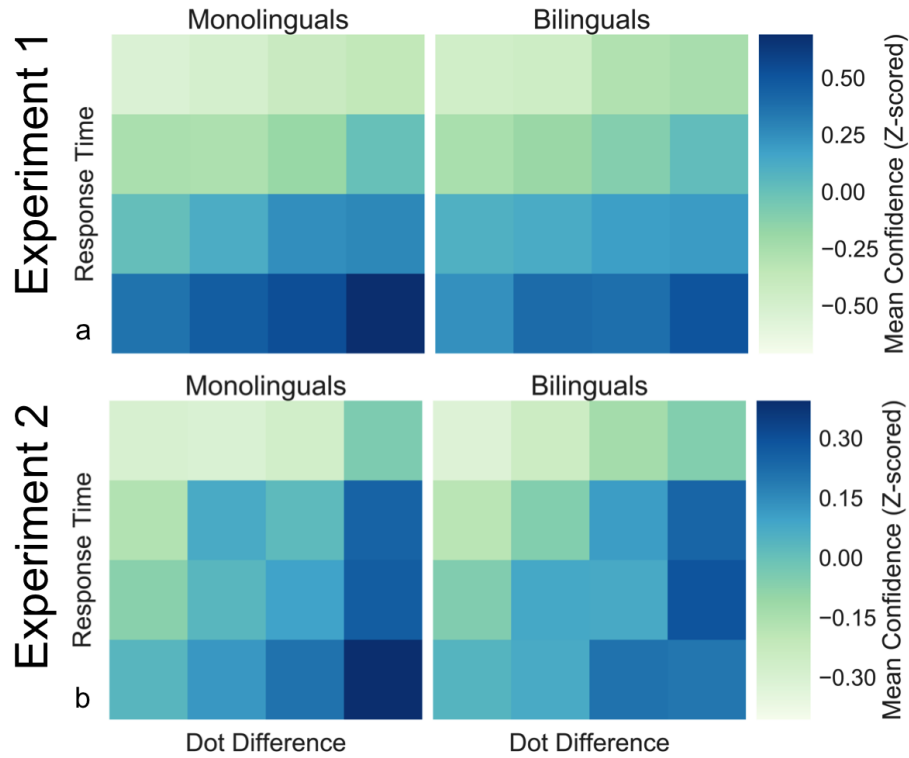 Experiment 1
Monolinguals
Bilinguals
Response Time
a
0.50
0.25
0.00
−0.25
−0.50
Mean Confidence (Z-scored)
Experiment 2
Monolinguals
Bilinguals
Response Time
b
0.30
0.15
0.00
−0.15
−0.30
Mean Confidence (Z-scored)
Dot Difference
Dot Difference